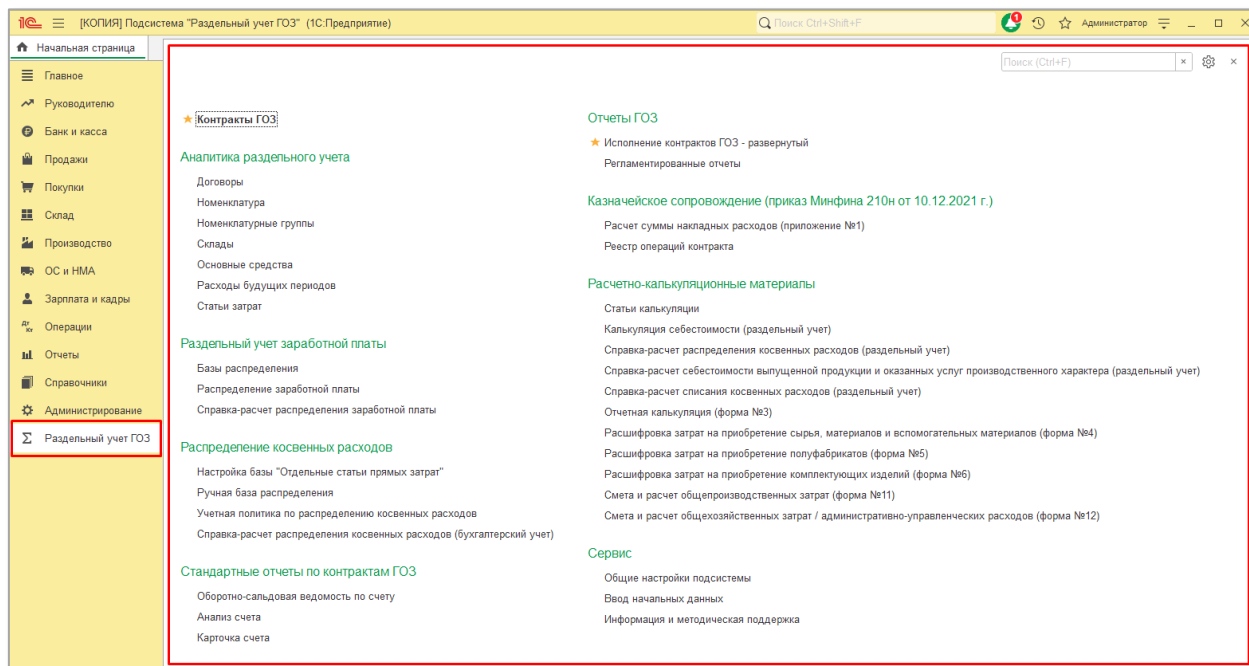 [КОПИЯ] Подсистема "Раздельный учет ГОЗ" (1С:Предприятие)
Поиск Ctrl+Shift+F
1
Администратор
Начальная страница
Главное
Руководителю
Банк и касса
Продажи
Покупки
Склад
Производство
ОС и НМА
Зарплата и кадры
Операции
Отчеты
Справочники
Администрирование
Раздельный учет ГОЗ
Поиск (Ctrl+F)
Контракты ГОЗ
Аналитика раздельного учета
Договоры
Номенклатура
Номенклатурные группы
Склады
Основные средства
Расходы будущих периодов
Статьи затрат
Раздельный учет заработной платы
Базы распределения
Распределение заработной платы
Справка-расчет распределения заработной платы
Распределение косвенных расходов
Настройка базы "Отдельные статьи прямых затрат"
Ручная база распределения
Учетная политика по распределению косвенных расходов
Справка-расчет распределения косвенных расходов (бухгалтерский учет)
Стандартные отчеты по контрактам ГОЗ
Оборотно-сальдовая ведомость по счету
Анализ счета
Карточка счета
Отчеты ГОЗ
Исполнение контрактов ГОЗ - развернутый
Регламентированные отчеты
Казначейское сопровождение (приказ Минфина 210н от 10.12.2021 г.)
Расчет суммы накладных расходов (приложение №1)
Реестр операций контракта
Расчетно-калькуляционные материалы
Статьи калькуляции
Калькуляция себестоимости (раздельный учет)
Справка-расчет распределения косвенных расходов (раздельный учет)
Справка-расчет себестоимости выпущенной продукции и оказанных услуг производственного характера (раздельный учет)
Справка-расчет списания косвенных расходов (раздельный учет)
Отчетная калькуляция (форма №3)
Расшифровка затрат на приобретение сырья, материалов и вспомогательных материалов (форма №4)
Расшифровка затрат на приобретение полуфабрикатов (форма №5)
Расшифровка затрат на приобретение комплектующих изделий (форма №6)
Смета и расчет общепроизводственных затрат (форма №11)
Смета и расчет общехозяйственных затрат / административно-управленческих расходов (форма №12)
Сервис
Общие настройки подсистемы
Ввод начальных данных
Информация и методическая поддержка